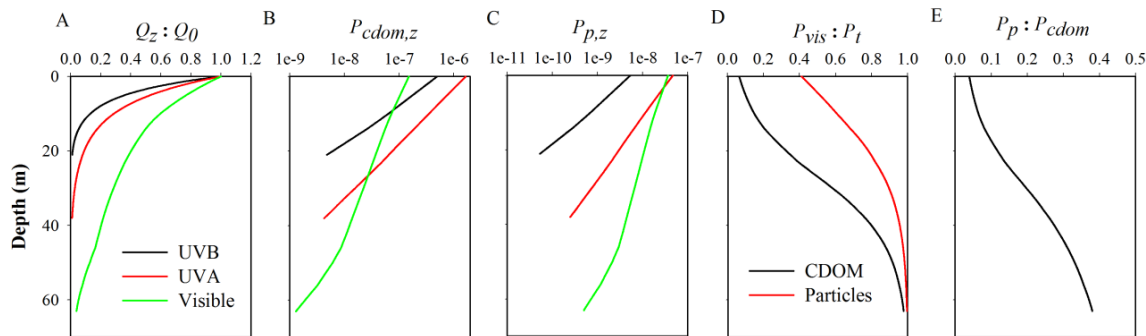 A
Q_z : Q_0
0.0 0.2 0.4 0.6 0.8 1.0 1.2
B
P_cdom,z
1e-9 1e-8 1e-7 1e-6
C
P_p,z
1e-11 1e-10 1e-9 1e-8 1e-7
D
P_vis : P_t
0.0 0.2 0.4 0.6 0.8 1.0
E
P_p : P_cdom
0.0 0.1 0.2 0.3 0.4 0.5
Depth (m)
0
20
40
60
UVB
UVA
Visible
CDOM
Particles